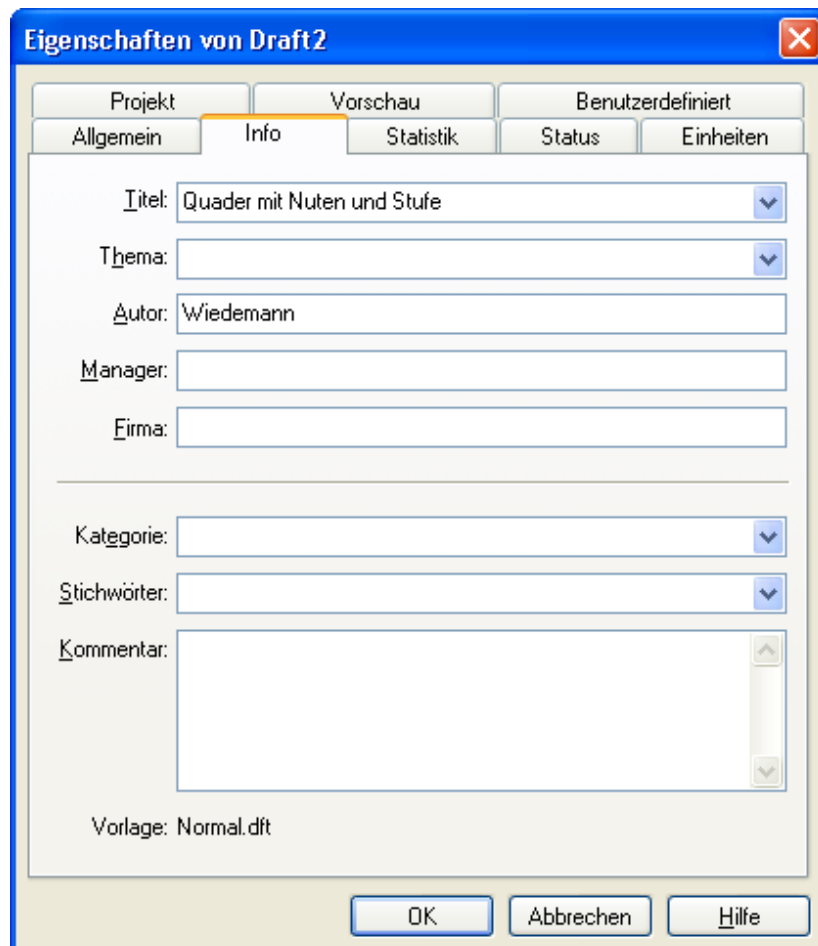 Eigenschaften von Draft2
Projekt Vorschau Benutzerdefiniert
Allgemein Info Statistik Status Einheiten
Titel: Quader mit Nuten und Stufe
Thema:
Autor: Wiedemann
Manager:
Firma:
Kategorie:
Stichwörter:
Kommentar:
Vorlage: Normal.dft
OK Abbrechen Hilfe